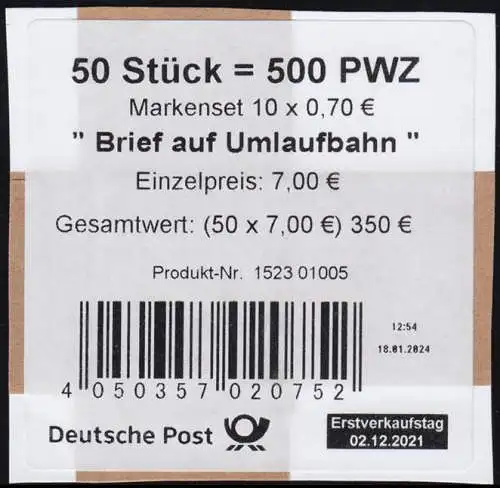 50 Stück = 500 PWZ
Markenset 10 x 0,70 €
" Brief auf Umlaufbahn "
Einzelpreis: 7,00 €
Gesamtwert: (50 x 7,00 €) 350 €
Produkt-Nr. 1523 01005
12:54
18.01.2024
4 050357 020752
Deutsche Post
Erstverkaufstag
02.12.2021